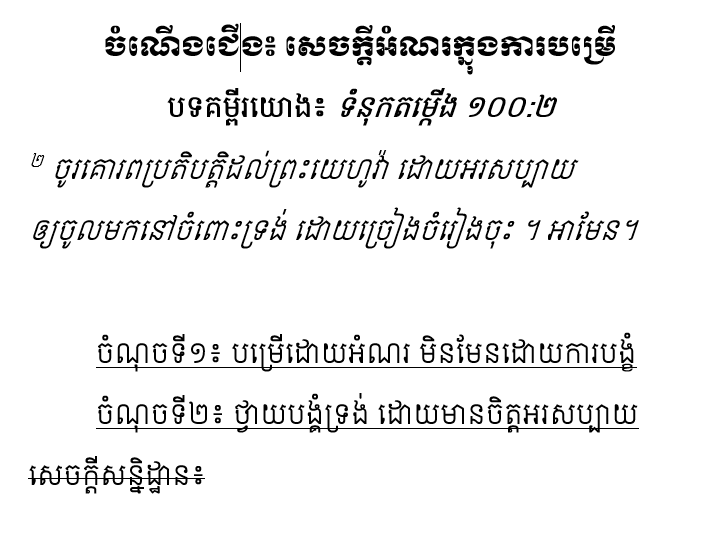 ចំណើងជើង៖ សេចក្ដីអំណរក្នុងការបម្រើ
បទគម្ពីរយោង៖ ទំនុកតម្កើង ១០០:២
២ ចូរគោរពប្រតិបត្តិដល់ព្រះយេហូវ៉ា ដោយអរសប្បាយ
ឲ្យចូលមកនៅចំពោះទ្រង់ ដោយច្រៀងចំរៀងចុះ ។ អាមែន។
ចំណុចទី១៖ បម្រើដោយអំណរ មិនមែនដោយការបង្ខំ
ចំណុចទី២៖ ថ្វាយបង្គំទ្រង់ ដោយមានចិត្តអរសប្បាយ
សេចក្ដីសន្និដ្ឋាន៖